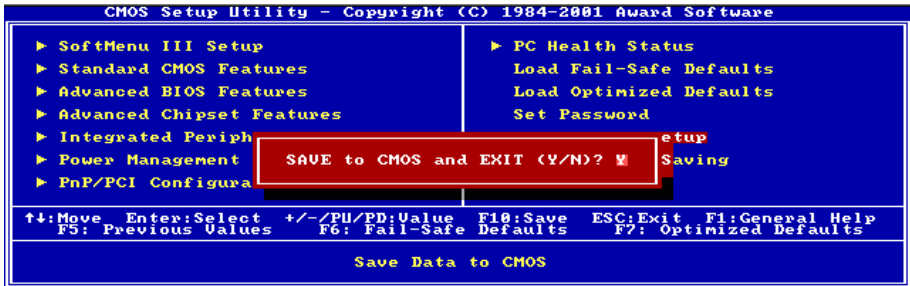 CMOS Setup Utility - Copyright (C) 1984-2001 Award Software
► SoftMenu III Setup
► Standard CMOS Features
► Advanced BIOS Features
► Advanced Chipset Features
► Integrated Periph
► Power Management
► PnP/PCI Configura
► PC Health Status
Load Fail-Safe Defaults
Load Optimized Defaults
Set Password
etup
Saving
SAVE to CMOS and EXIT (Y/N)? Y
↑↓:Move Enter:Select +/-/PU/PD:Value F10:Save ESC:Exit F1:General Help
F5: Previous Values F6: Fail-Safe Defaults F7: Optimized Defaults
Save Data to CMOS